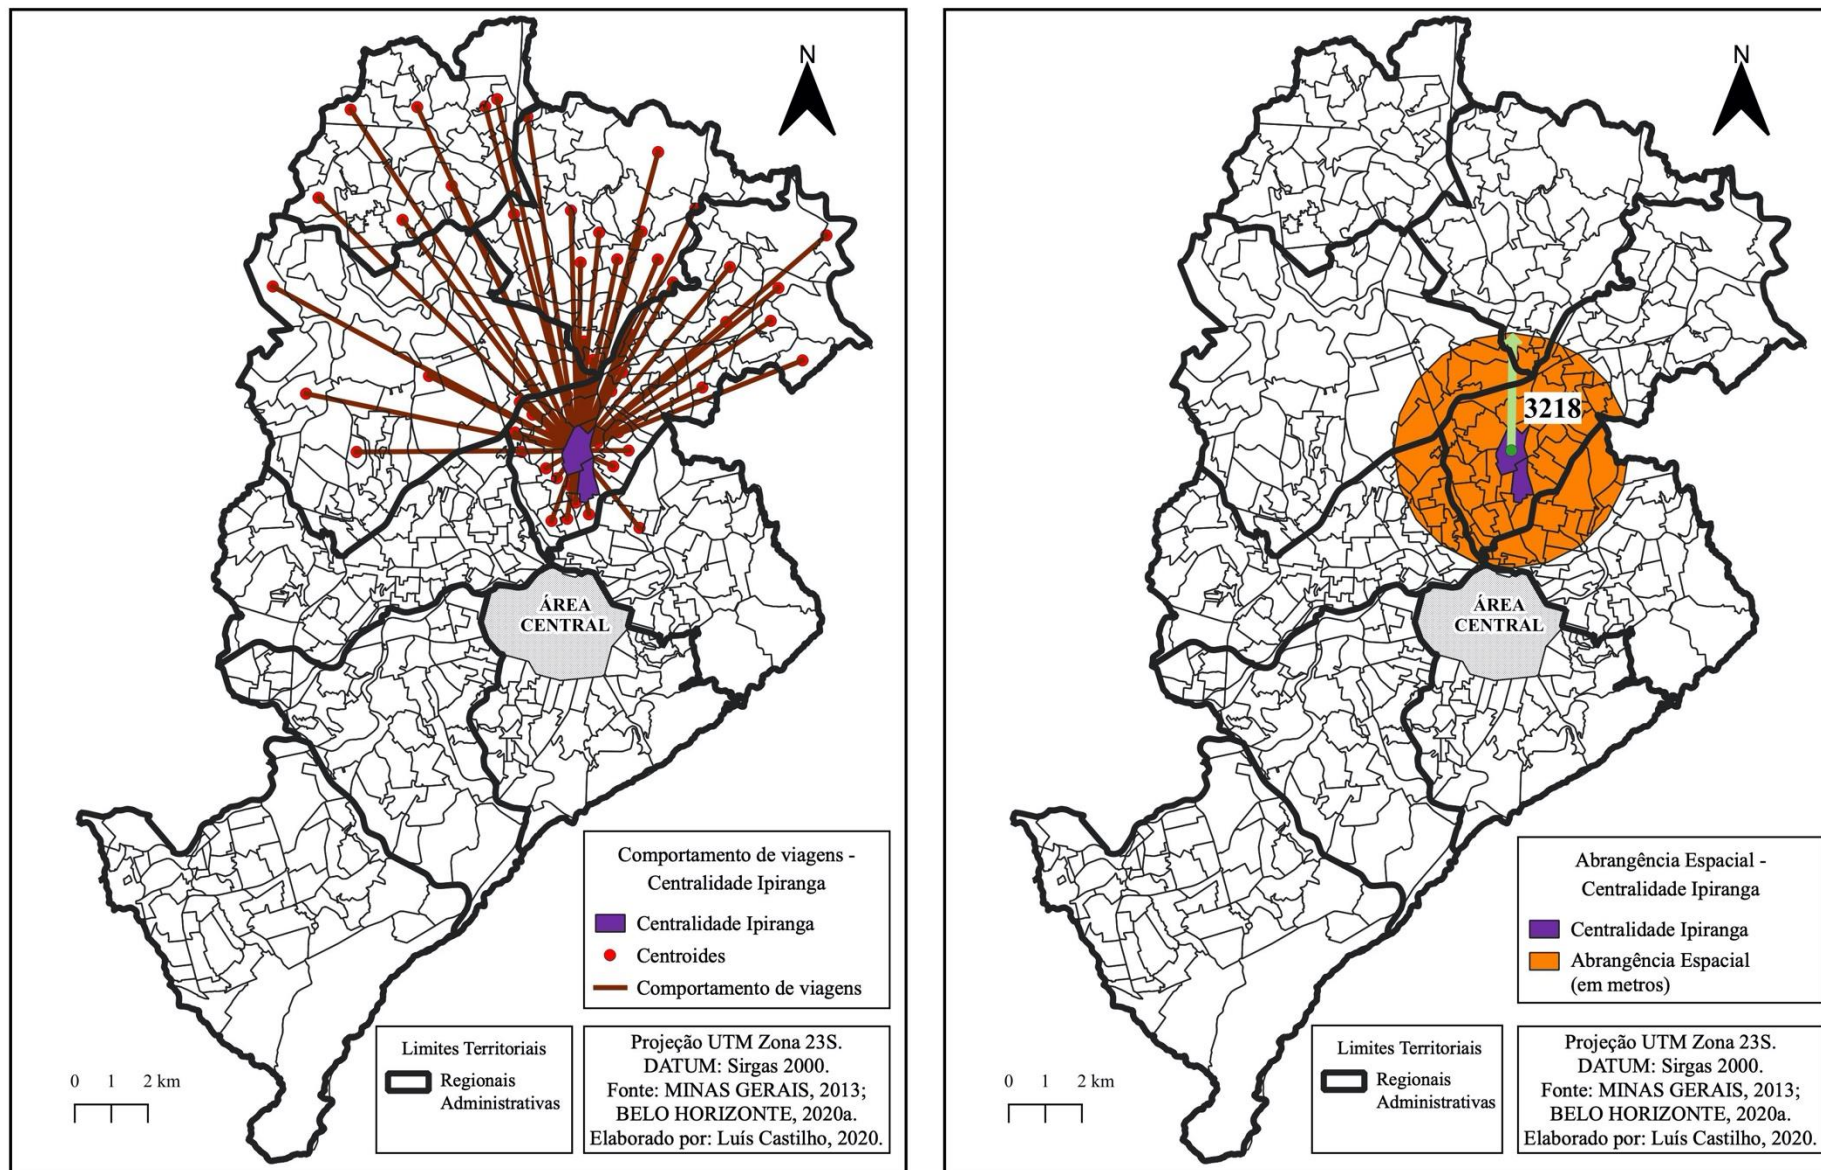 N
ÁREA
CENTRAL
Comportamento de viagens -
Centralidade Ipiranga
Centralidade Ipiranga
Centroides
Comportamento de viagens
Limites Territoriais
Regionais
Administrativas
Projeção UTM Zona 23S.
DATUM: Sirgas 2000.
Fonte: MINAS GERAIS, 2013;
BELO HORIZONTE, 2020a.
Elaborado por: Luís Castilho, 2020.
0 1 2 km
N
3218
ÁREA
CENTRAL
Abrangência Espacial -
Centralidade Ipiranga
Centralidade Ipiranga
Abrangência Espacial
(em metros)
Limites Territoriais
Regionais
Administrativas
Projeção UTM Zona 23S.
DATUM: Sirgas 2000.
Fonte: MINAS GERAIS, 2013;
BELO HORIZONTE, 2020a.
Elaborado por: Luís Castilho, 2020.
0 1 2 km